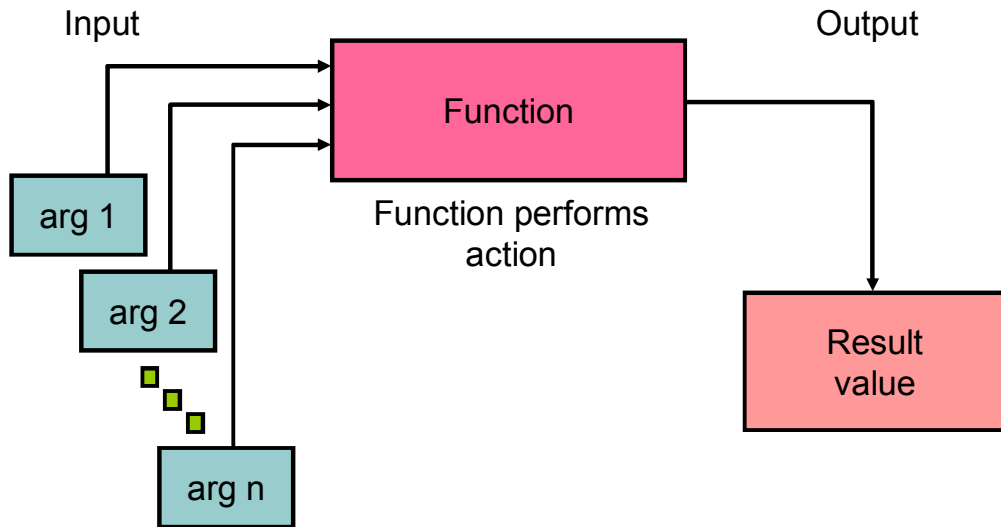 Input
Output
Function
arg 1
Function performs
action
arg 2
Result
value
arg n